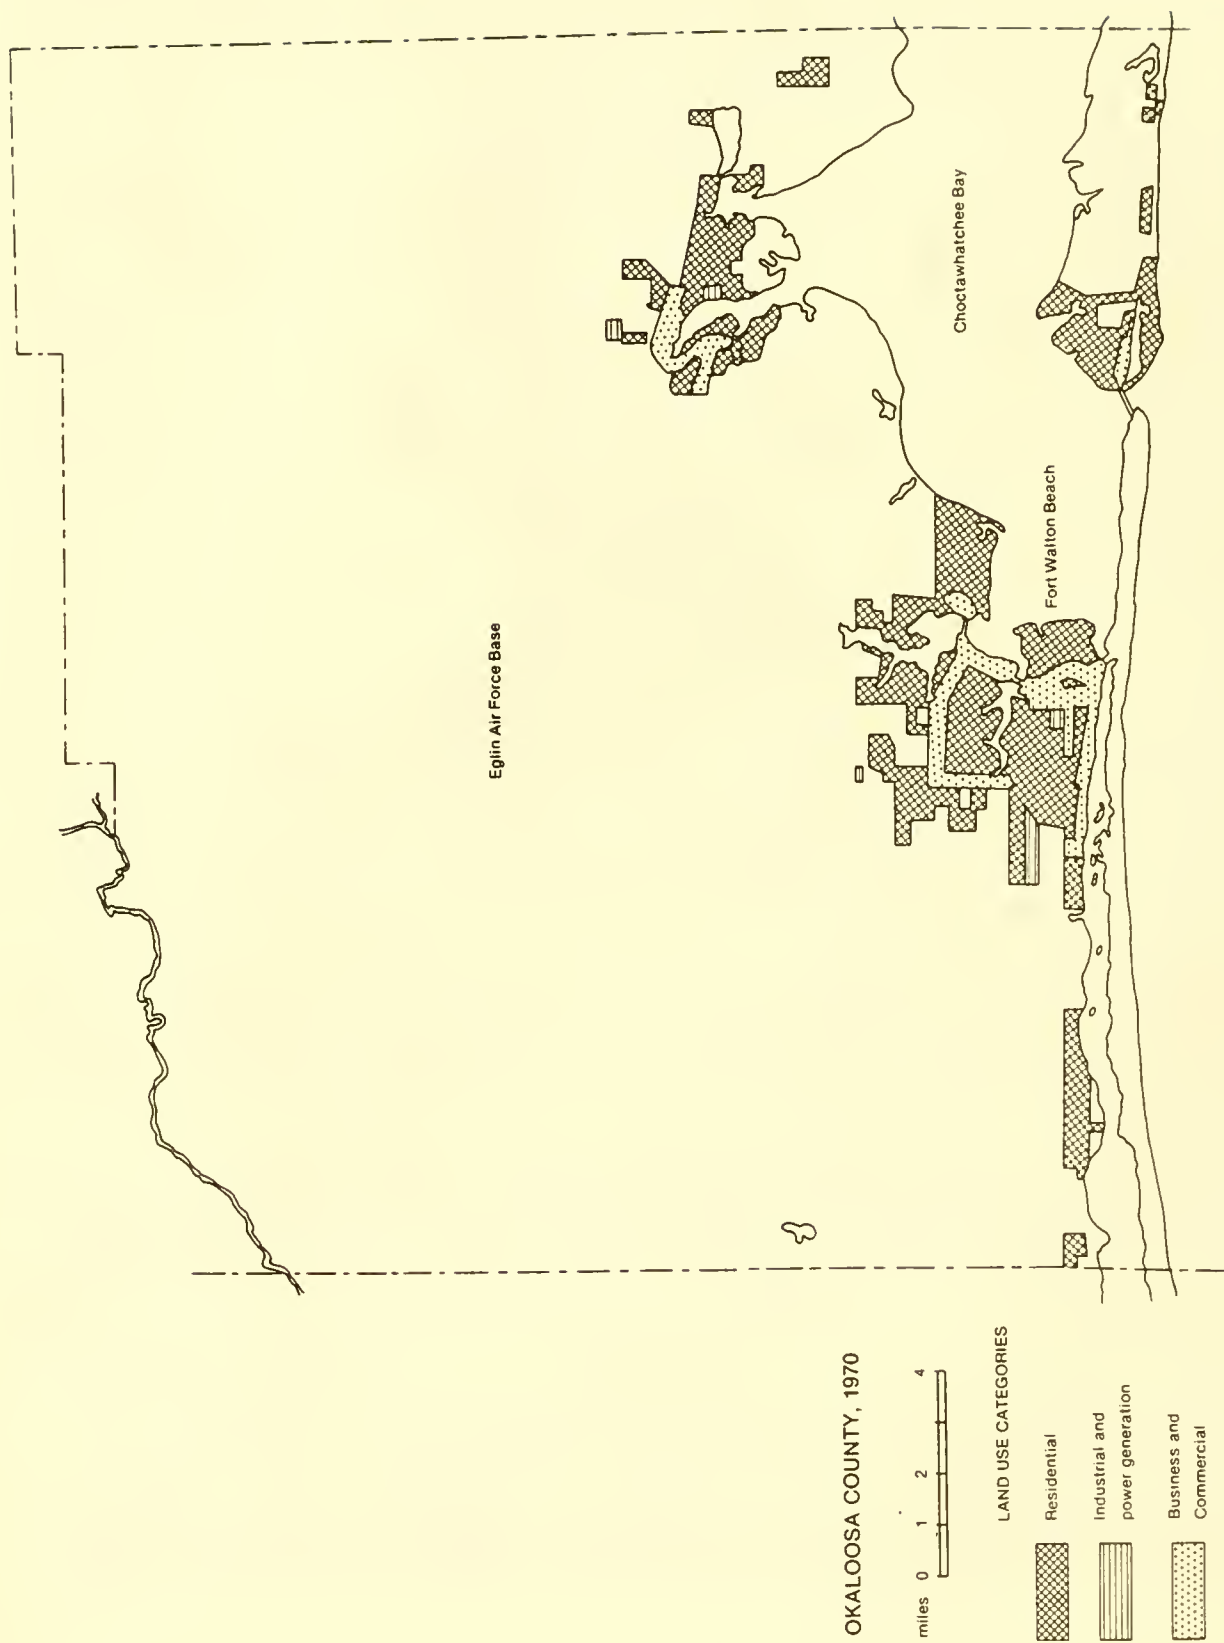 Eglin Air Force Base
Choctawhatchee Bay
Fort Walton Beach
OKALOOSA COUNTY, 1970
miles 0 1 2 4
LAND USE CATEGORIES
Residential
Industrial and
power generation
Business and
Commercial